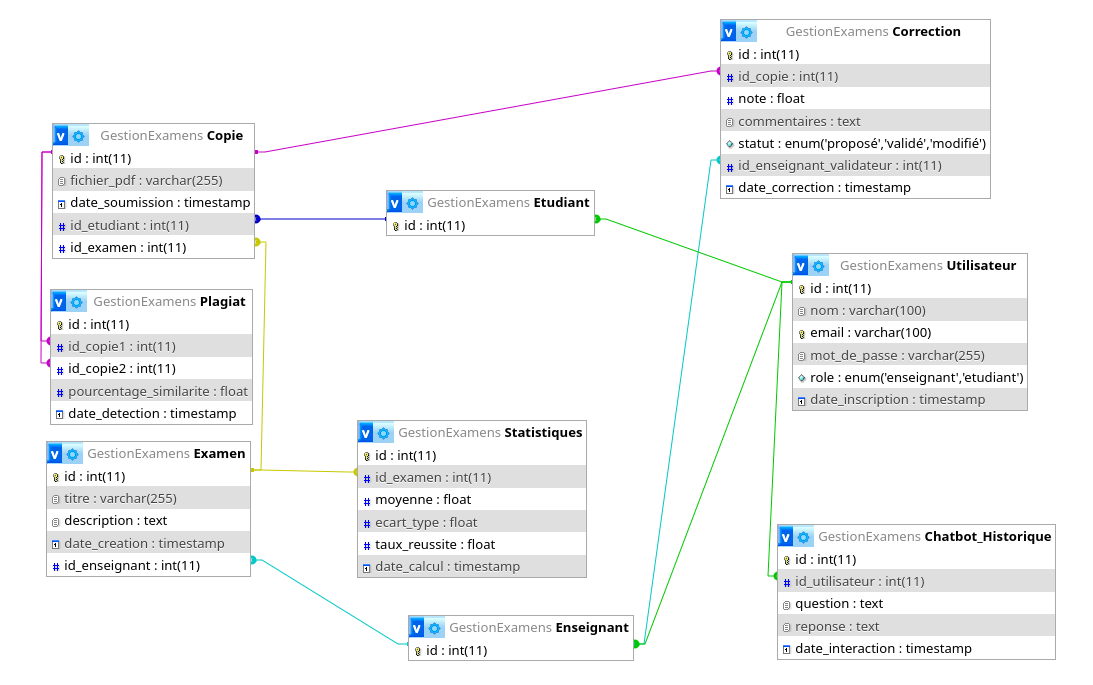 GestionExamens Correction
id : int(11)
id_copie : int(11)
note : float
commentaires : text
statut : enum('proposé','validé','modifié')
id_enseignant_validateur : int(11)
date_correction : timestamp
GestionExamens Copie
id : int(11)
fichier_pdf : varchar(255)
date_soumission : timestamp
id_etudiant : int(11)
id_examen : int(11)
GestionExamens Etudiant
id : int(11)
GestionExamens Utilisateur
id : int(11)
nom : varchar(100)
email : varchar(100)
mot_de_passe : varchar(255)
role : enum('enseignant','etudiant')
date_inscription : timestamp
GestionExamens Plagiat
id : int(11)
id_copie1 : int(11)
id_copie2 : int(11)
pourcentage_similarite : float
date_detection : timestamp
GestionExamens Examen
id : int(11)
titre : varchar(255)
description : text
date_creation : timestamp
id_enseignant : int(11)
GestionExamens Statistiques
id : int(11)
id_examen : int(11)
moyenne : float
ecart_type : float
taux_reussite : float
date_calcul : timestamp
GestionExamens Chatbot_Historique
id : int(11)
id_utilisateur : int(11)
question : text
reponse : text
date_interaction : timestamp
GestionExamens Enseignant
id : int(11)